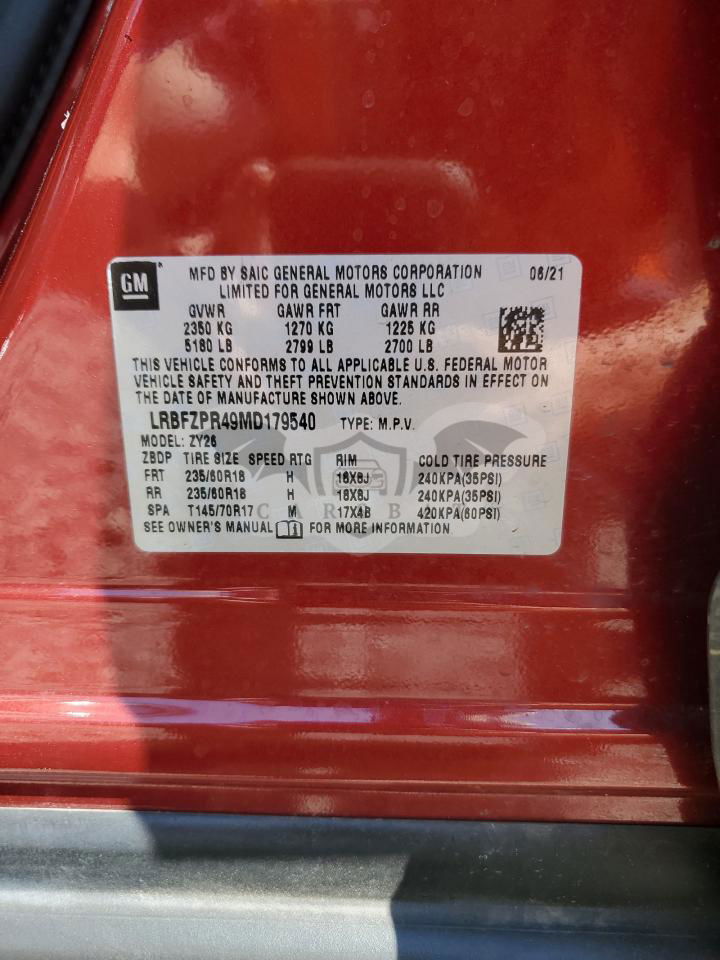 GM
MFD BY SAIC GENERAL MOTORS CORPORATION 06/21
LIMITED FOR GENERAL MOTORS LLC
GVWR GAWR FRT GAWR RR
2350 KG 1270 KG 1225 KG
5180 LB 2799 LB 2700 LB
THIS VEHICLE CONFORMS TO ALL APPLICABLE U.S. FEDERAL MOTOR
VEHICLE SAFETY AND THEFT PREVENTION STANDARDS IN EFFECT ON
THE DATE OF MANUFACTURE SHOWN ABOVE.
LRBFZPR49MD179540 TYPE: M.P.V.
MODEL: ZY26
ZBDP TIRE SIZE SPEED RTG RIM COLD TIRE PRESSURE
FRT 235/60R18 H 18X8J 240KPA(35PSI)
RR 235/60R18 H 18X8J 240KPA(35PSI)
SPA T145/70R17 M 17X4B 420KPA(60PSI)
SEE OWNER'S MANUAL FOR MORE INFORMATION